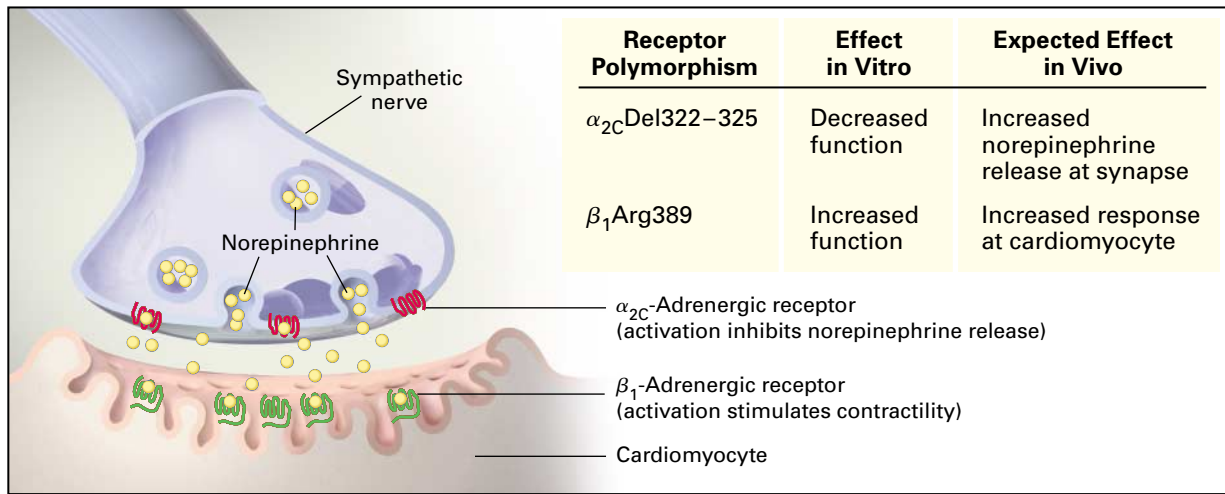 Receptor Polymorphism
Effect in Vitro
Expected Effect in Vivo
α2CDel322–325
Decreased function
Increased norepinephrine release at synapse
β1Arg389
Increased function
Increased response at cardiomyocyte
Sympathetic
nerve
Norepinephrine
α2C-Adrenergic receptor
(activation inhibits norepinephrine release)
β1-Adrenergic receptor
(activation stimulates contractility)
Cardiomyocyte